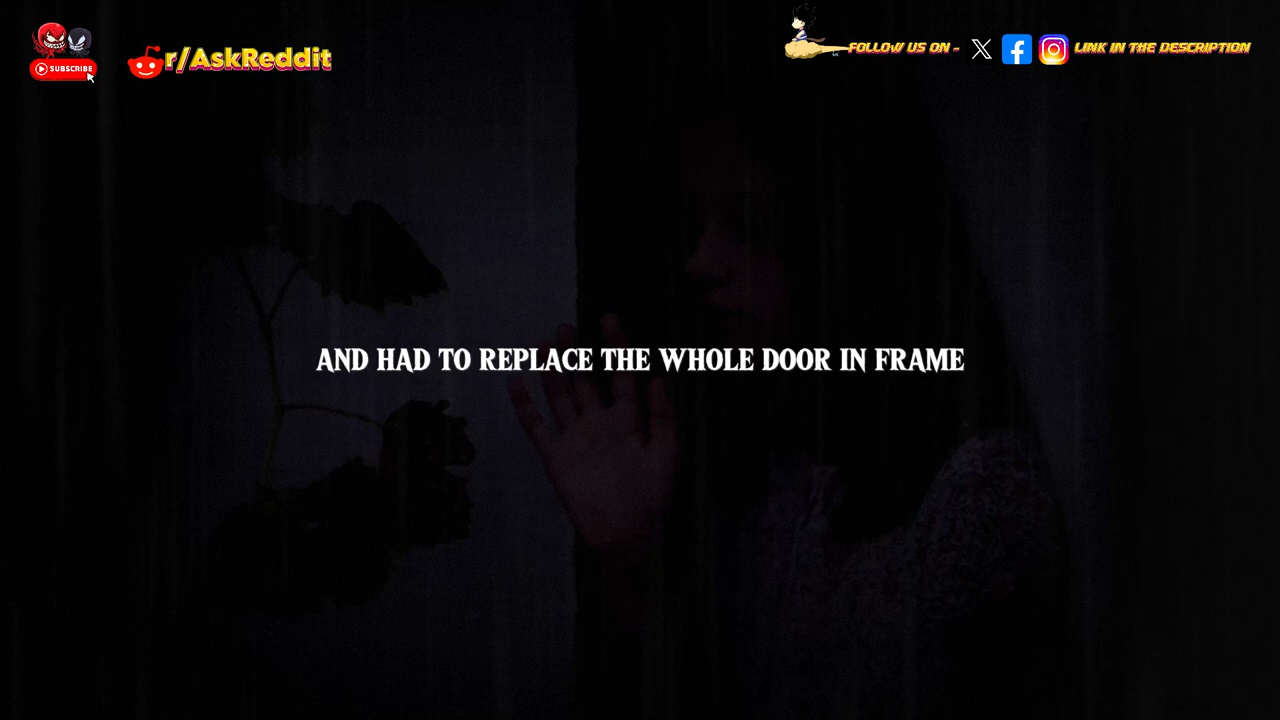 SUBSCRIBE
r/AskReddit
FOLLOW US ON -
LINK IN THE DESCRIPTION
AND HAD TO REPLACE THE WHOLE DOOR IN FRAME